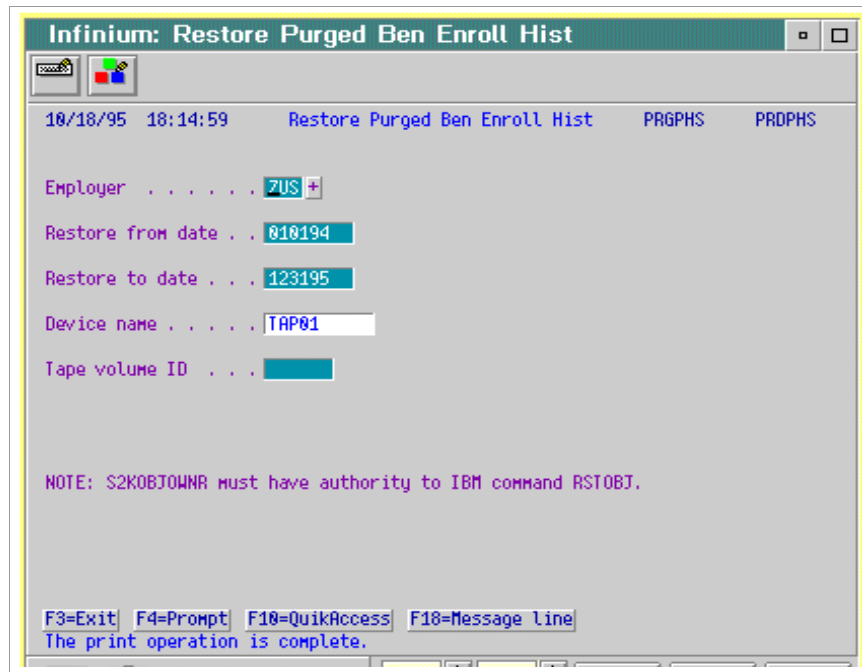 Infinium: Restore Purged Ben Enroll Hist
10/18/95 18:14:59 Restore Purged Ben Enroll Hist PRGPHS PRDPHS
Employer . . . . . . ZUS +
Restore from date . . 010194
Restore to date . . . 123195
Device name . . . . . TAP01
Tape volume ID . . .
NOTE: S2KOBJOWNR must have authority to IBM command RSTOBJ.
F3=Exit F4=Prompt F10=QuikAccess F18=Message line
The print operation is complete.